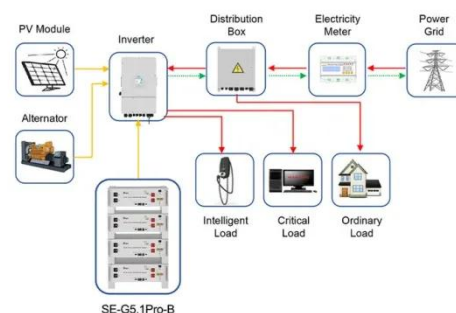 PV Module
Inverter
Distribution
Box
Electricity
Meter
Power
Grid
Alternator
Intelligent
Load
Critical
Load
Ordinary
Load
SE-G5.1Pro-B